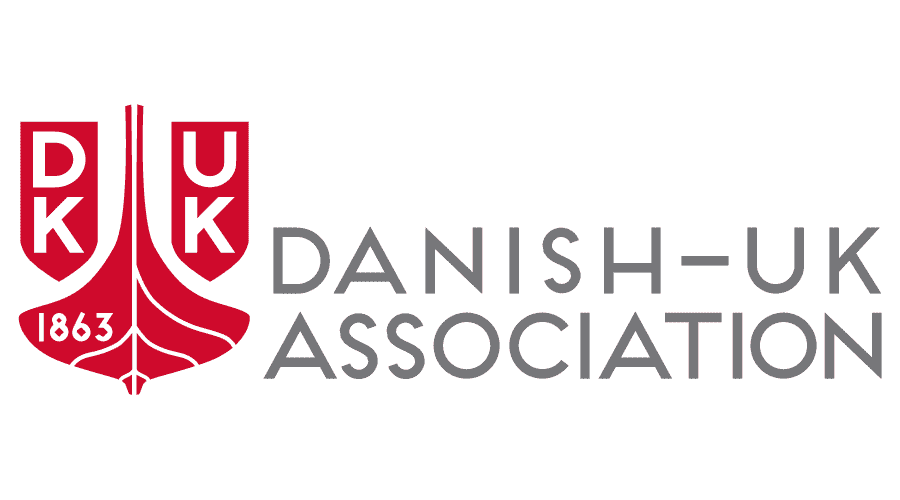 DK
UK
1863
DANISH-UK
ASSOCIATION